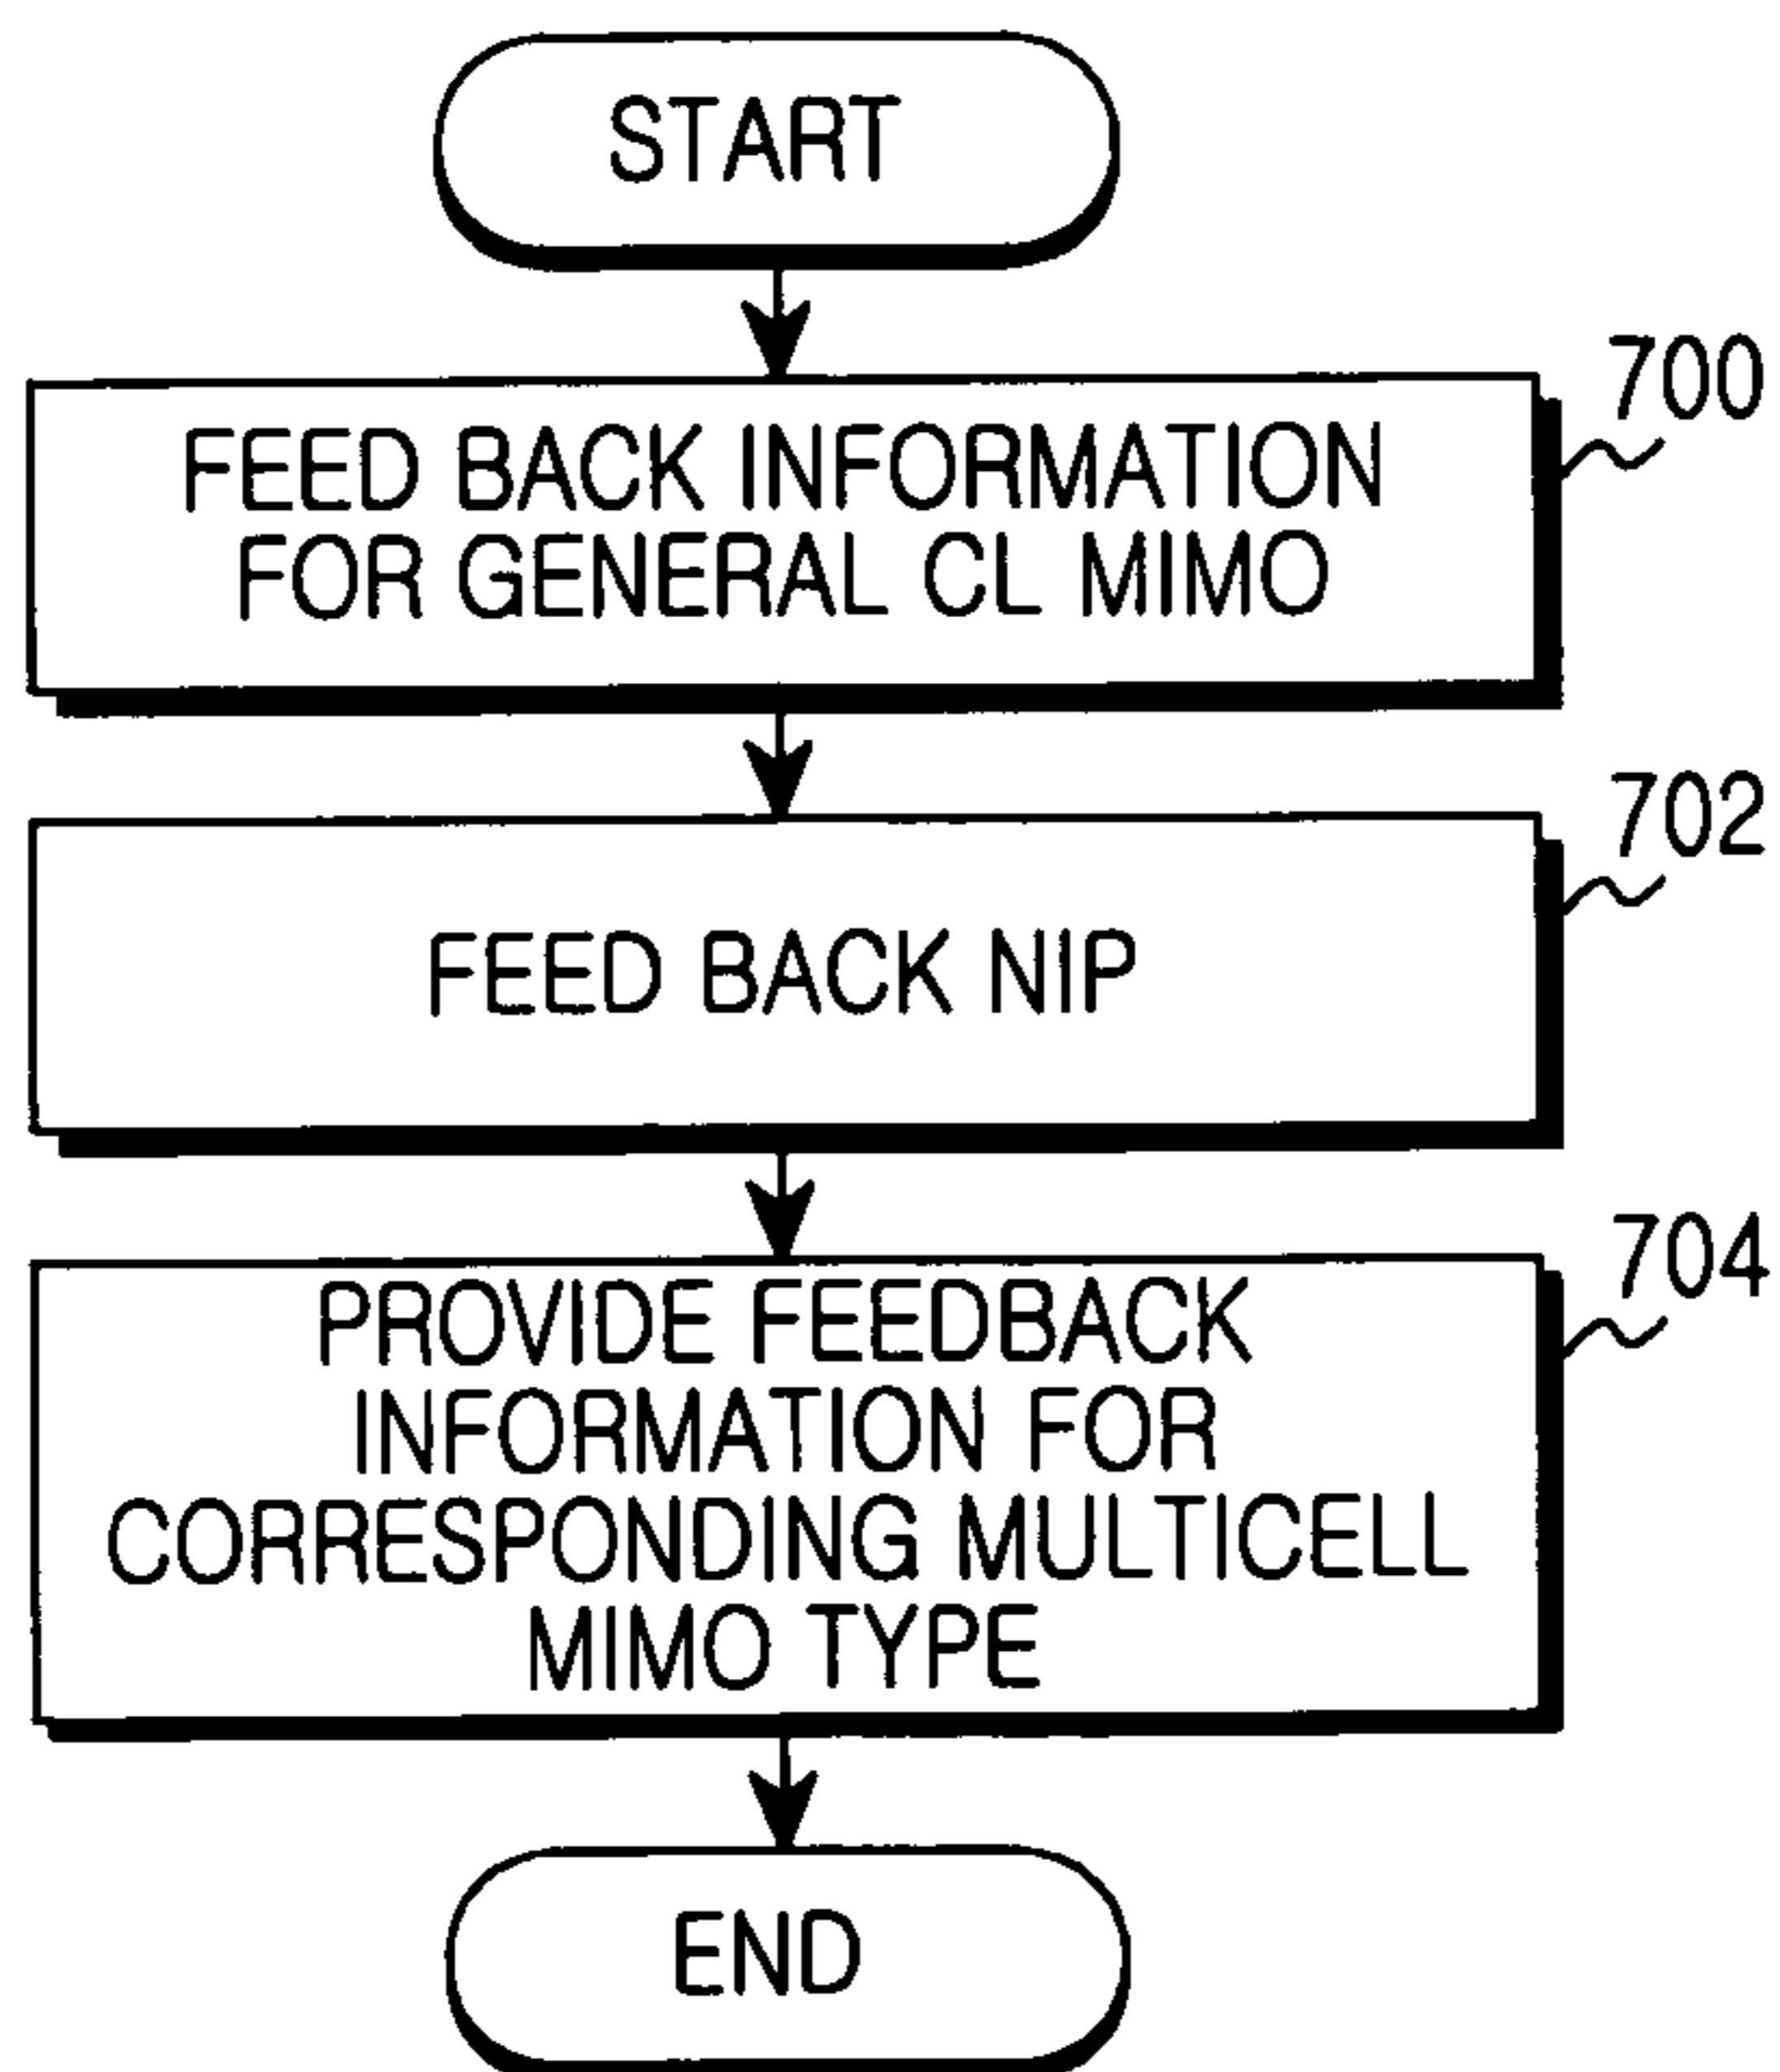 START
700
FEED BACK INFORMATION
FOR GENERAL CL MIMO
702
FEED BACK NIP
704
PROVIDE FEEDBACK
INFORMATION FOR
CORRESPONDING MULTICELL
MIMO TYPE
END